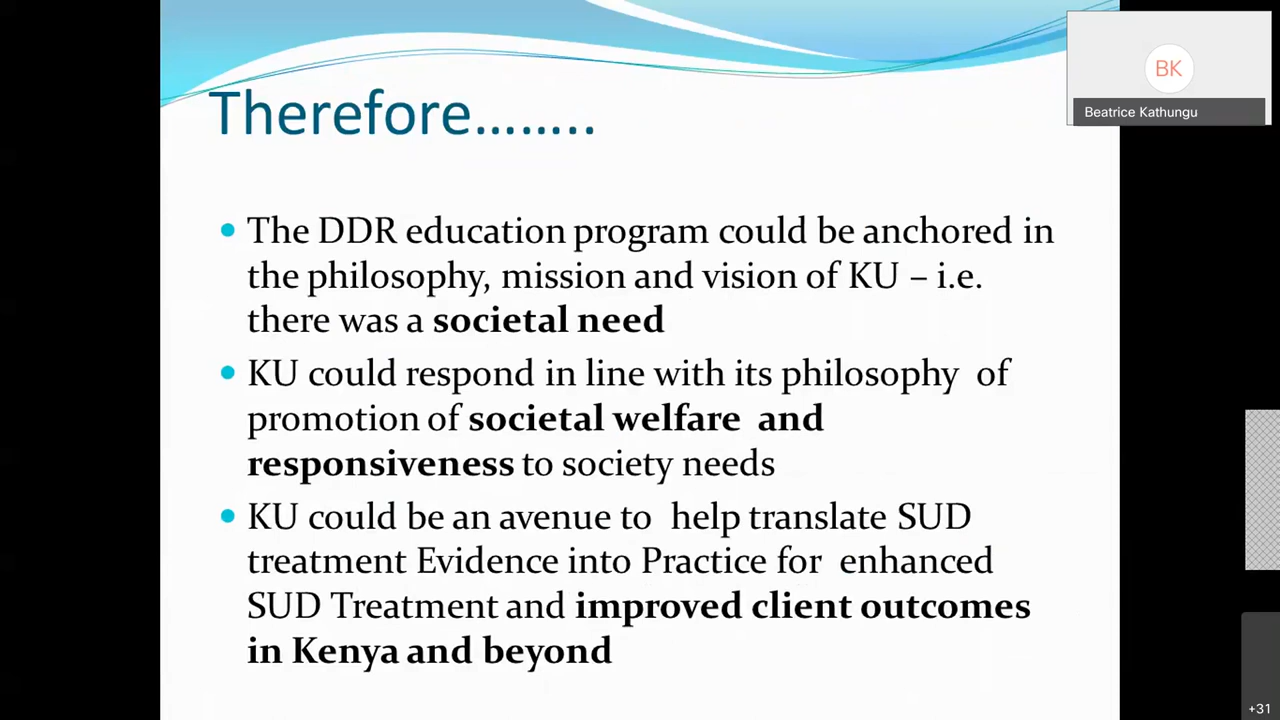 BK
Beatrice Kathungu
Therefore……..
The DDR education program could be anchored in
the philosophy, mission and vision of KU – i.e.
there was a societal need
KU could respond in line with its philosophy  of
promotion of societal welfare  and
responsiveness to society needs
KU could be an avenue to  help translate SUD
treatment Evidence into Practice for  enhanced
SUD Treatment and improved client outcomes
in Kenya and beyond
+31